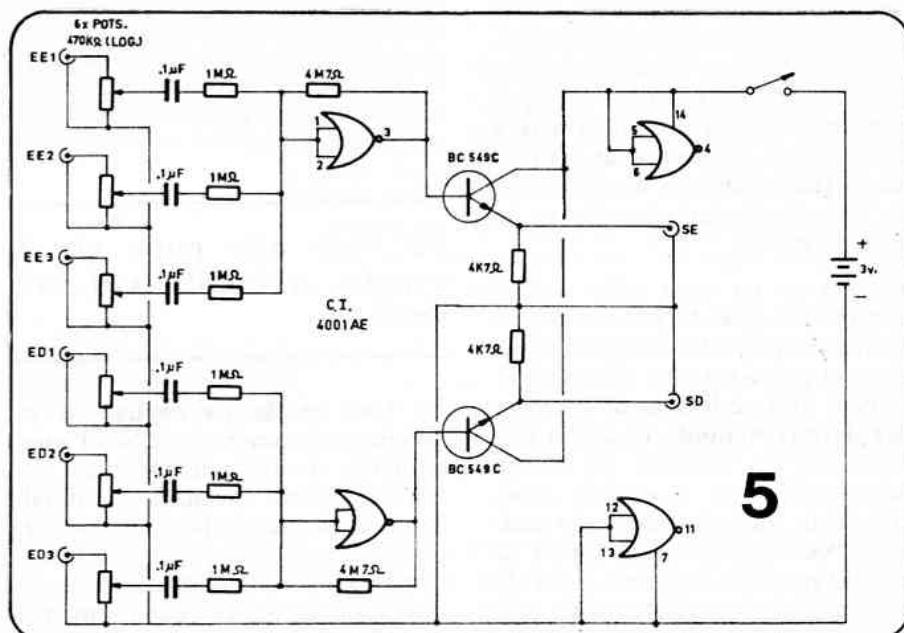 6x POTS.
470KΩ (LOG.)
EE1
.1µF
1MΩ
4M7Ω
1
2
3
BC 549C
5
6
14
4
EE2
.1µF
1MΩ
SE
+
3v.
−
4K7Ω
EE3
.1µF
1MΩ
C.I.
4001AE
4K7Ω
ED1
.1µF
1MΩ
SD
BC 549C
ED2
.1µF
1MΩ
5
12
13
11
7
ED3
.1µF
1MΩ
4M7Ω